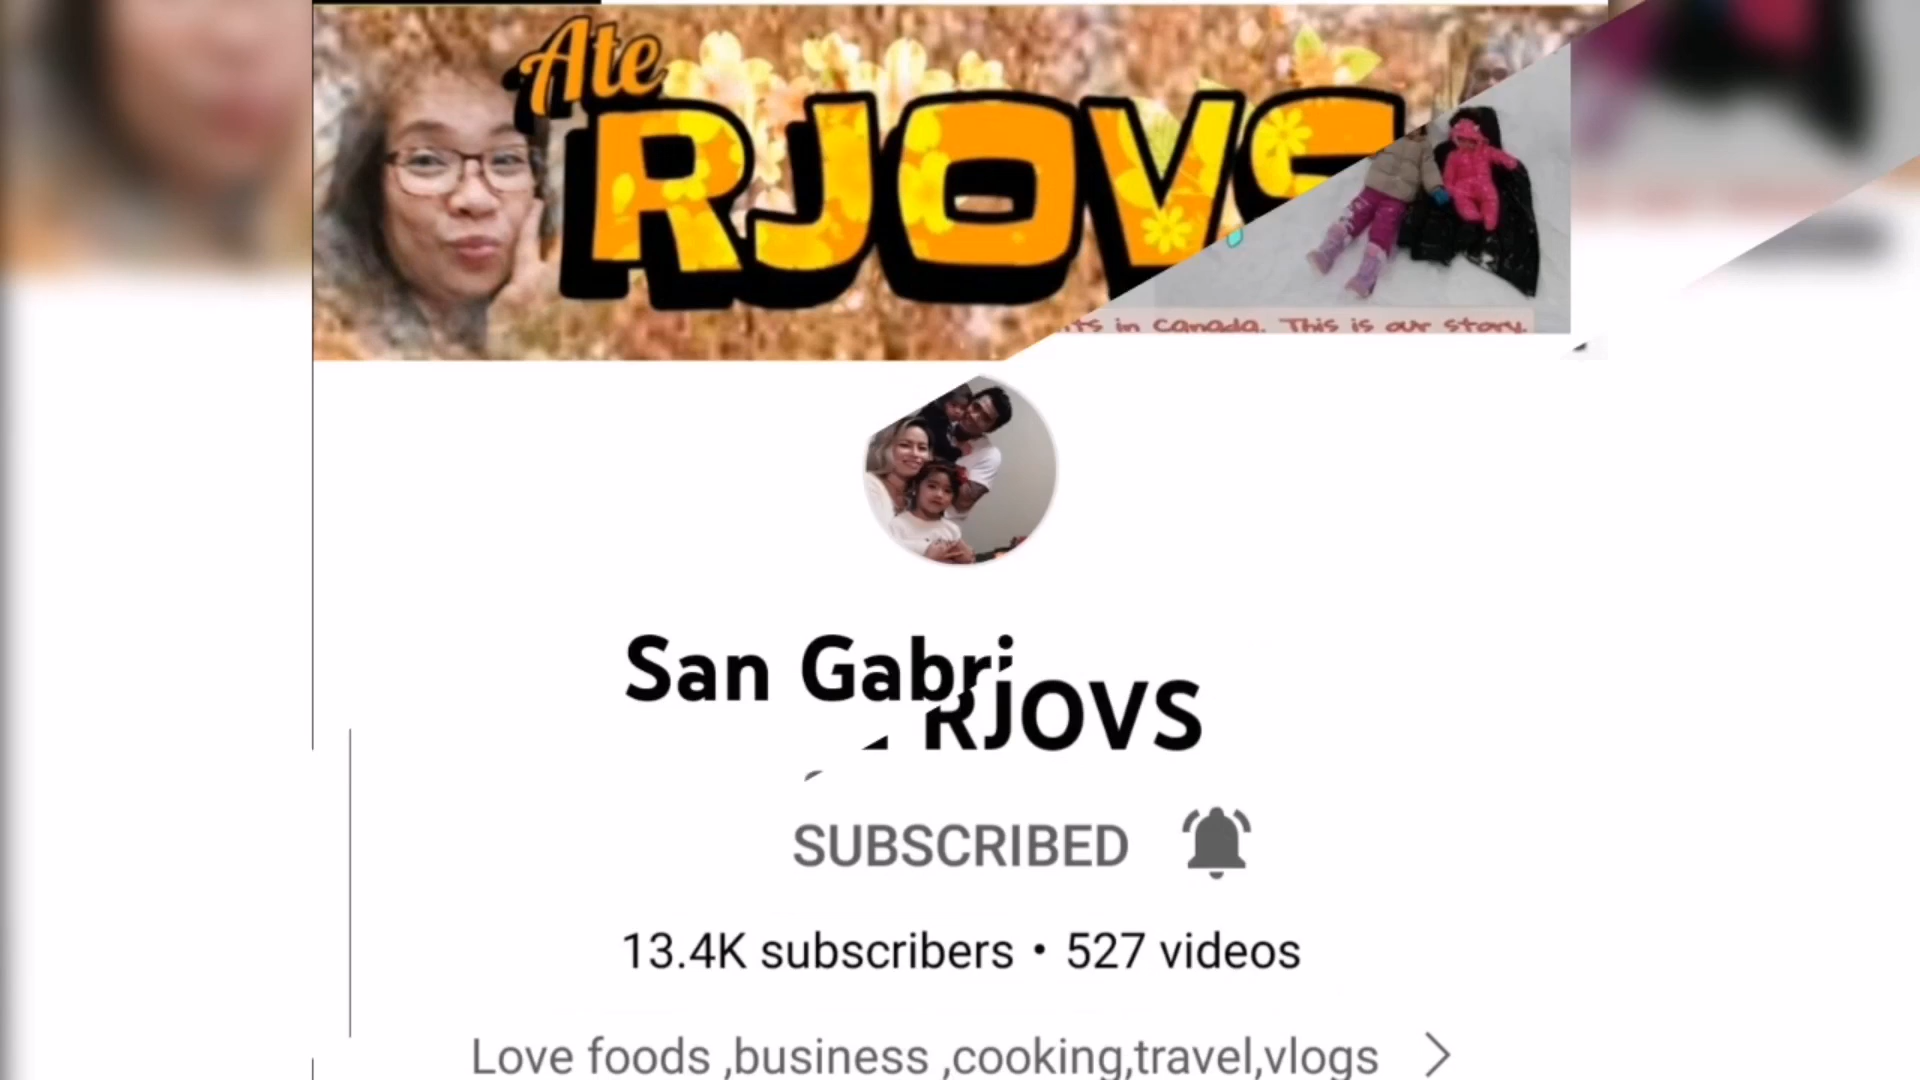 Ate
RJOVS
ts in Canada. This is our story.
San Gabri
RJOVS
SUBSCRIBED
13.4K subscribers • 527 videos
Love foods ,business ,cooking,travel,vlogs